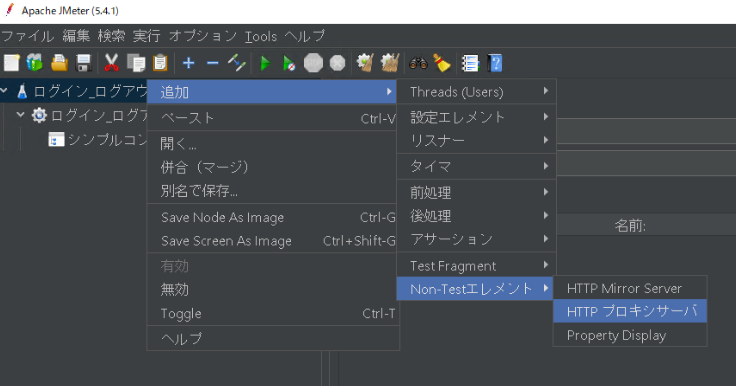 Apache JMeter (5.4.1)
ファイル 編集 検索 実行 オプション Tools ヘルプ
ログイン_ログアウ
ログイン_ログア
シンプルコン
追加
ペースト Ctrl-V
開く...
併合（マージ）
別名で保存...
Save Node As Image Ctrl-G
Save Screen As Image Ctrl+Shift-G
有効
無効
Toggle Ctrl-T
ヘルプ
Threads (Users)
設定エレメント
リスナー
タイマ
前処理
後処理
アサーション
Test Fragment
Non-Testエレメント
HTTP Mirror Server
HTTP プロキシサーバ
Property Display
名前: